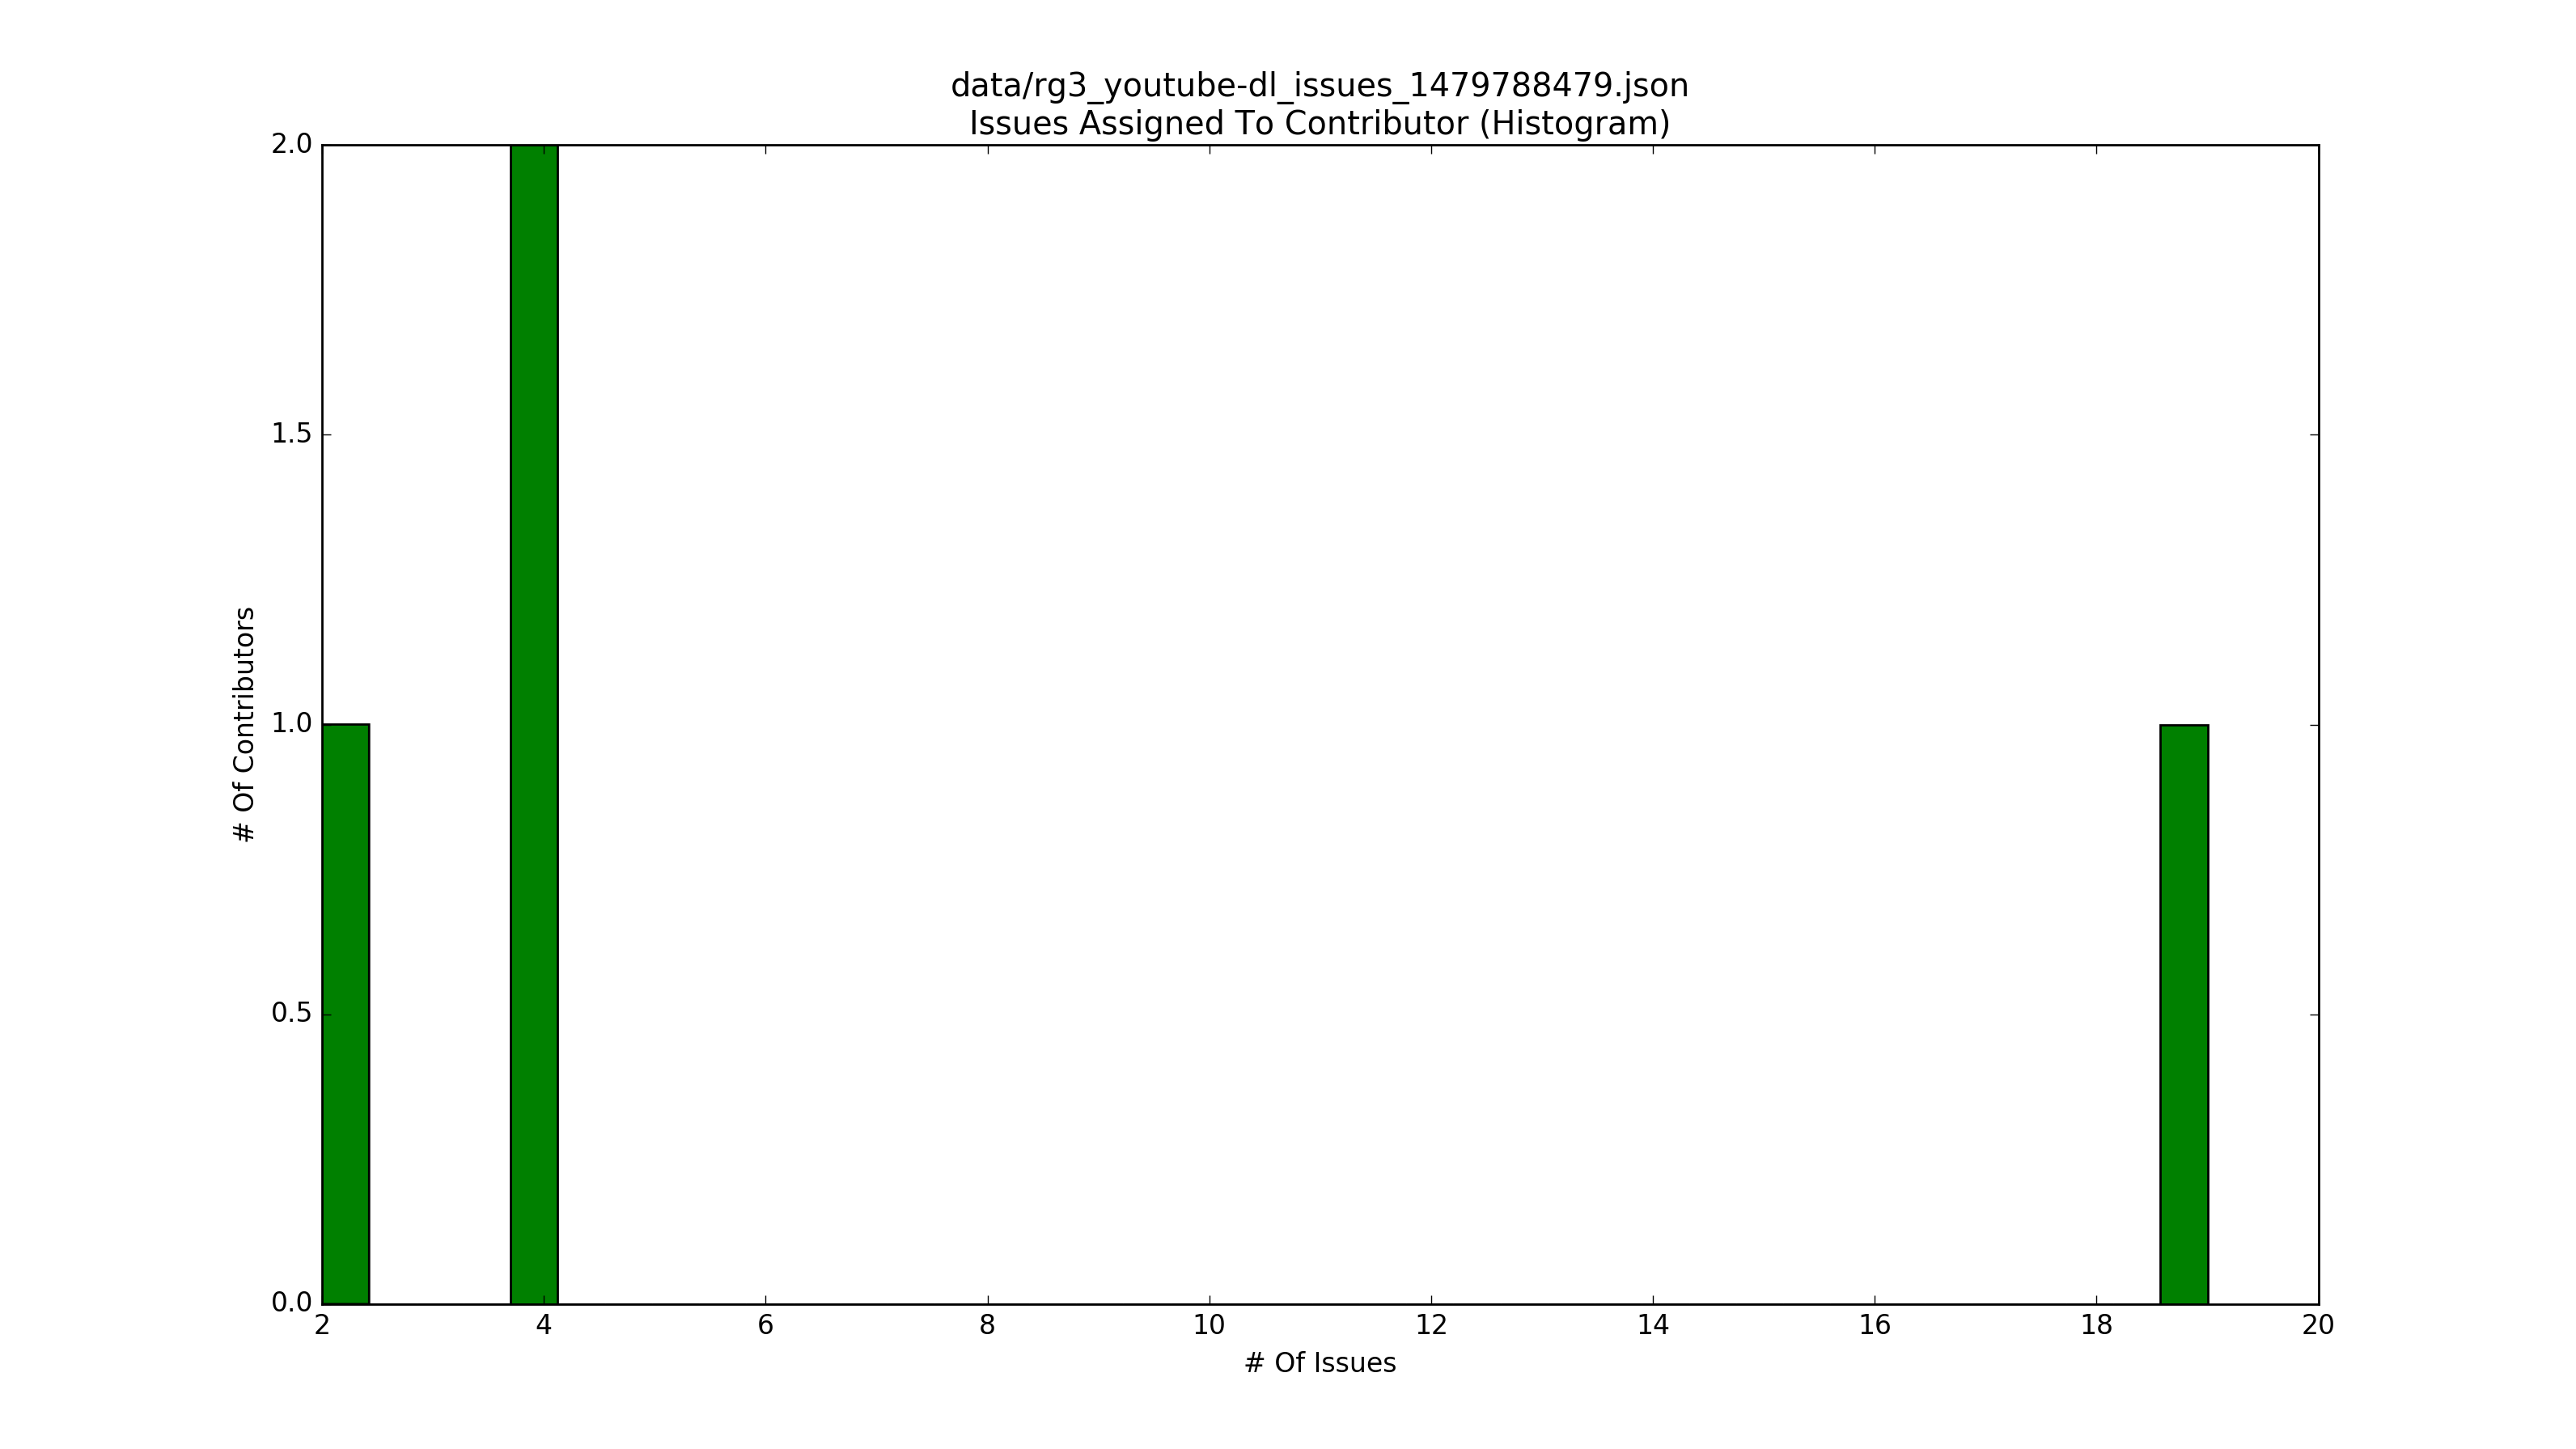 data/rg3_youtube-dl_issues_1479788479.json
Issues Assigned To Contributor (Histogram)
2.0
1.5
1.0
0.5
0.0
# Of Contributors
2 4 6 8 10 12 14 16 18 20
# Of Issues